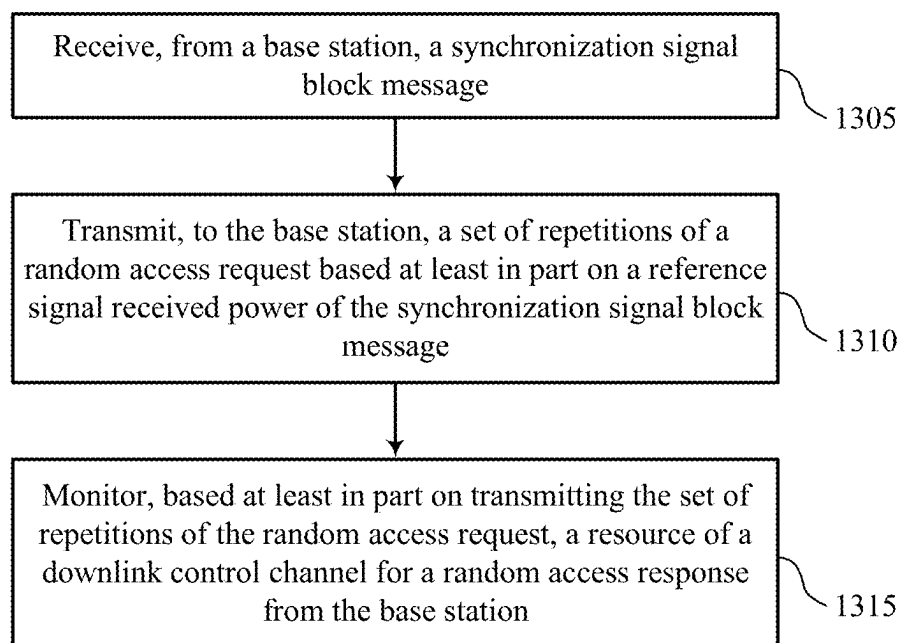 Receive, from a base station, a synchronization signal
block message
1305
Transmit, to the base station, a set of repetitions of a
random access request based at least in part on a reference
signal received power of the synchronization signal block
message
1310
Monitor, based at least in part on transmitting the set of
repetitions of the random access request, a resource of a
downlink control channel for a random access response
from the base station
1315